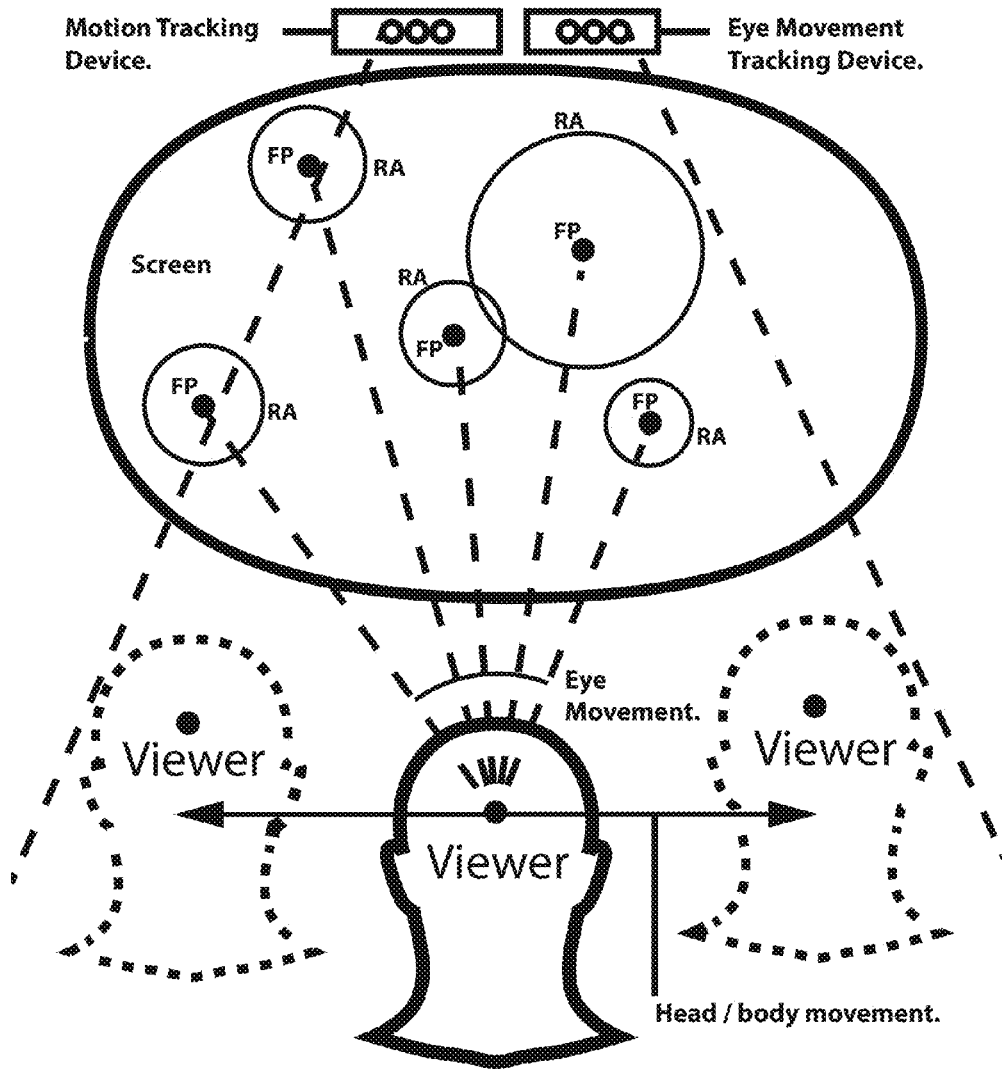 Motion Tracking
Device.
Eye Movement
Tracking Device.
RA
FP
RA
FP
Screen
RA
FP
FP
RA
FP
RA
Eye
Movement.
Viewer
Viewer
Viewer
Head / body movement.